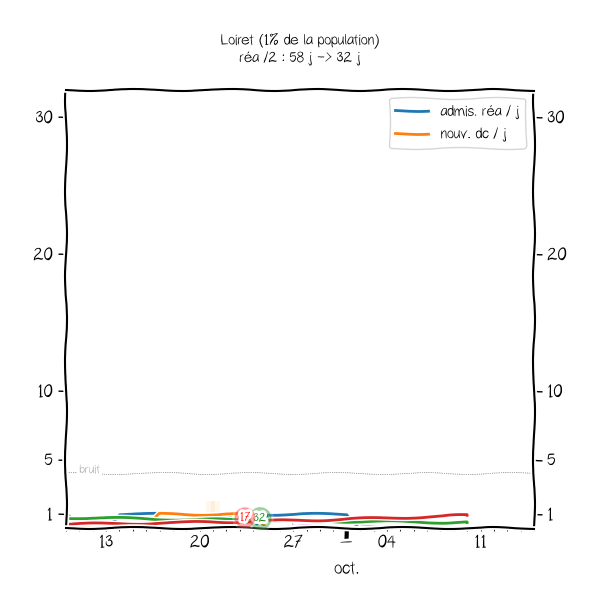 Loiret (1% de la population)
réa /2 : 58 j -> 32 j
admis. réa / j
nouv. dc / j
30 30
20 20
10 10
5 5
bruit
1 1
17 32
13 20 27 04 11
oct.